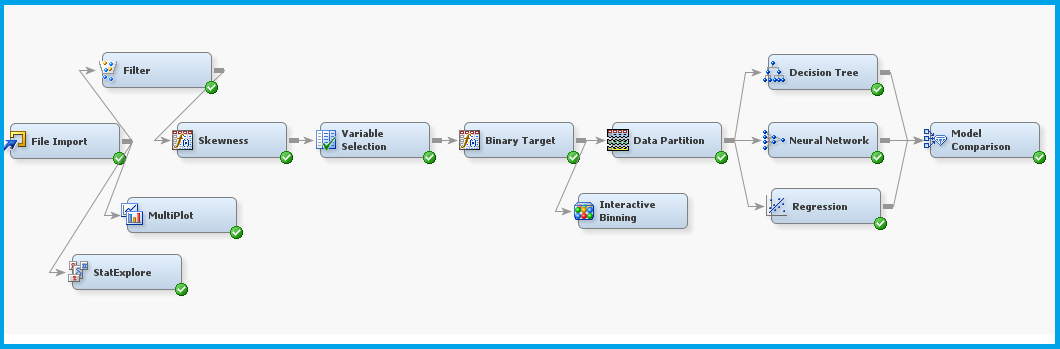 Filter
Decision Tree
File Import
Skewness
Variable
Selection
Binary Target
Data Partition
Neural Network
Model
Comparison
MultiPlot
Interactive
Binning
Regression
StatExplore